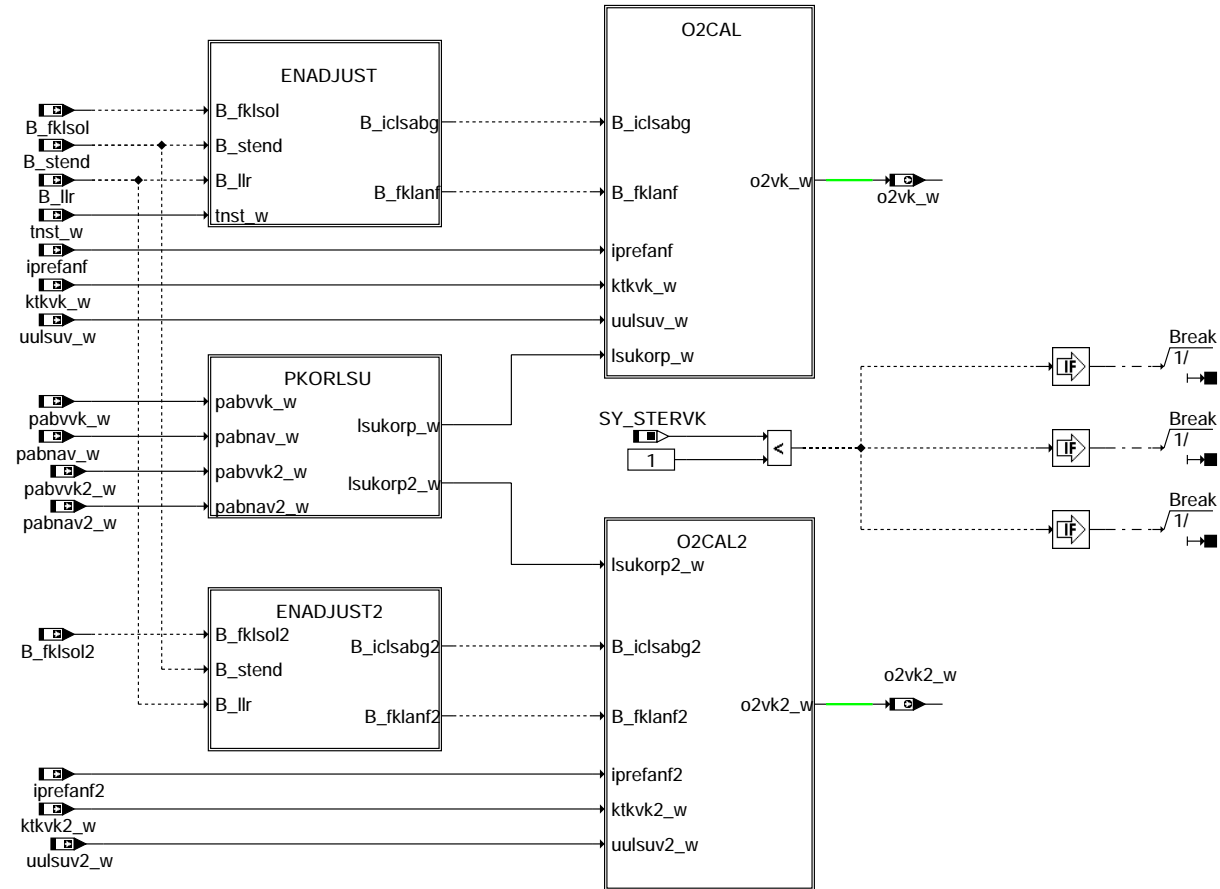 O2CAL
ENADJUST
B_fklsol
B_fklsol
B_iclsabg
B_iclsabg
B_stend
B_stend
B_llr
B_llr
B_fklanf
B_fklanf
o2vk_w
o2vk_w
tnst_w
tnst_w
iprefanf
iprefanf
ktkvk_w
ktkvk_w
uulsuv_w
uulsuv_w
lsukorp_w
PKORLSU
pabvvk_w
pabvvk_w
lsukorp_w
pabnav_w
pabnav_w
pabvvk2_w
pabvvk2_w
lsukorp2_w
pabnav2_w
pabnav2_w
SY_STERVK
1
<
IF
Break
1/
IF
Break
1/
IF
Break
1/
O2CAL2
lsukorp2_w
ENADJUST2
B_fklsol2
B_fklsol2
B_iclsabg2
B_iclsabg2
B_stend
B_llr
B_fklanf2
B_fklanf2
o2vk2_w
o2vk2_w
iprefanf2
iprefanf2
ktkvk2_w
ktkvk2_w
uulsuv2_w
uulsuv2_w